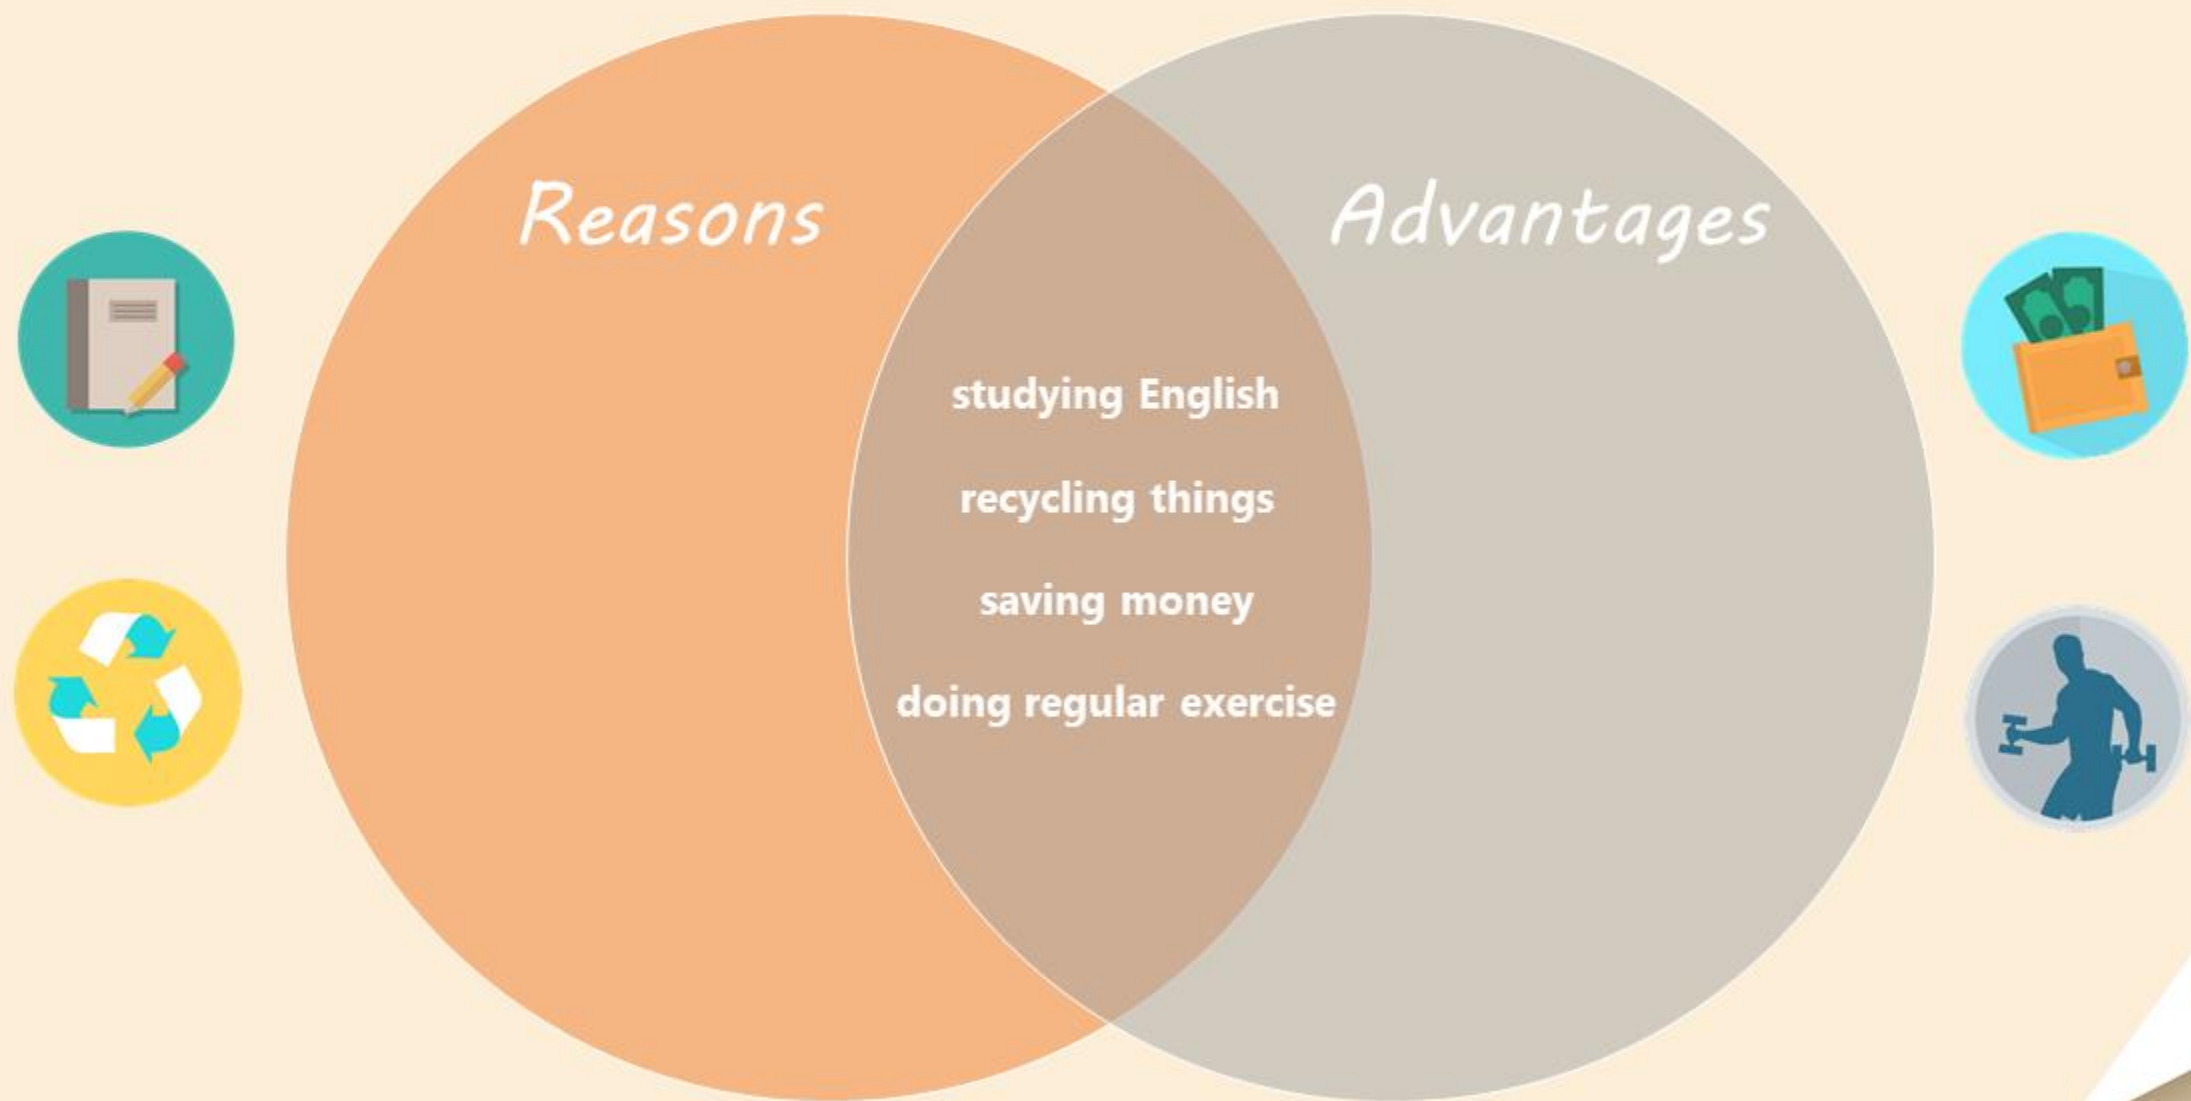 Reasons
Advantages
studying English
recycling things
saving money
doing regular exercise